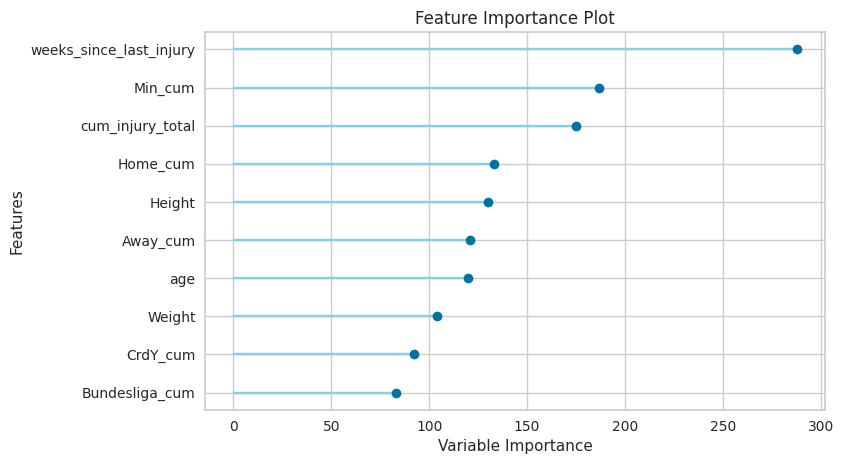 Feature Importance Plot
weeks_since_last_injury
Min_cum
cum_injury_total
Home_cum
Height
Away_cum
age
Weight
CrdY_cum
Bundesliga_cum
Features
0 50 100 150 200 250 300
Variable Importance